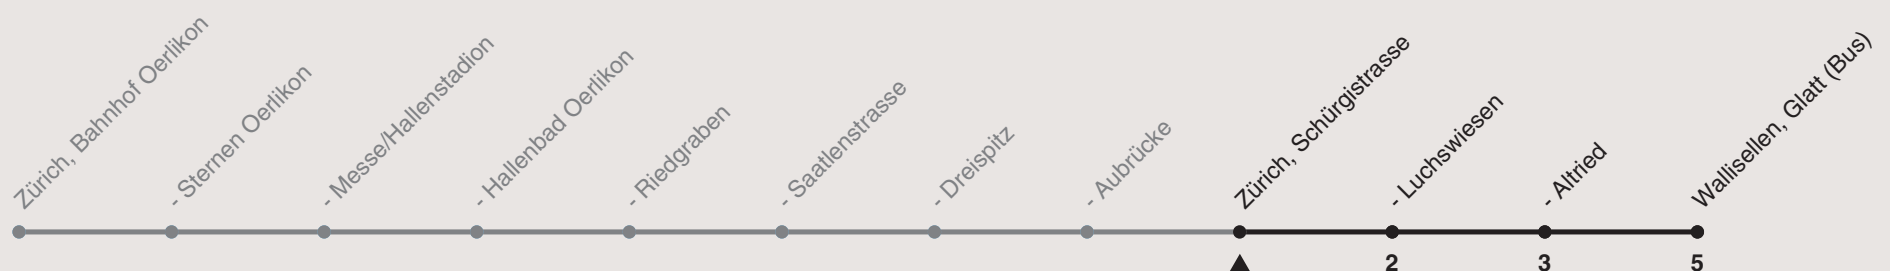 Zürich, Bahnhof Oerlikon
- Sternen Oerlikon
- Messe/Hallenstadion
- Hallenbad Oerlikon
- Riedgraben
- Saatlenstrasse
- Dreispitz
- Aubrücke
Zürich, Schürgistrasse
- Luchswiesen
- Altried
Wallisellen, Glatt (Bus)
2 3 5